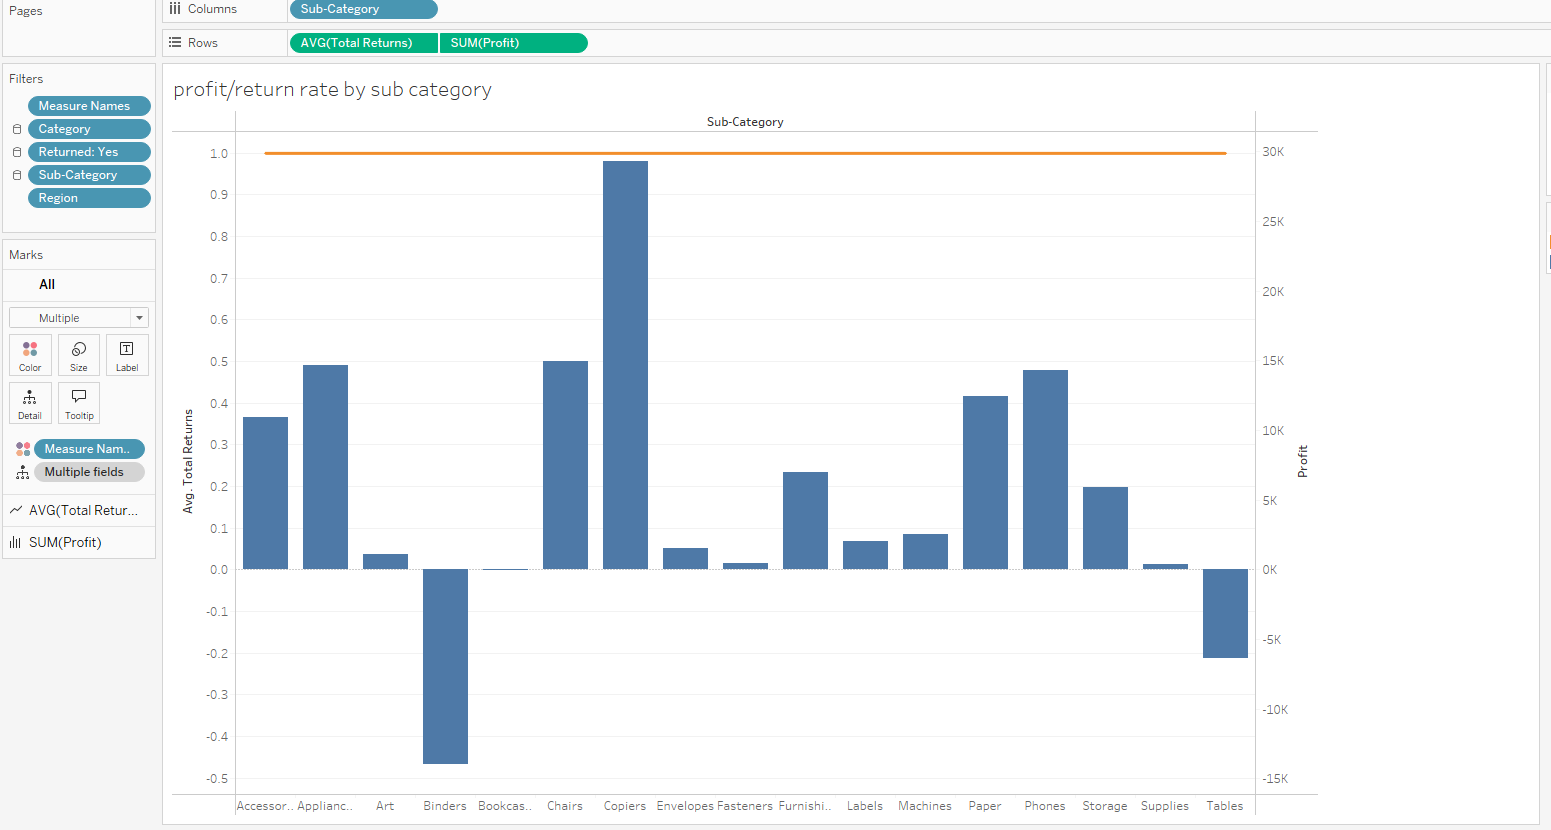 Pages
Columns
Sub-Category
Rows
AVG(Total Returns)
SUM(Profit)
Filters
Measure Names
Category
Returned: Yes
Sub-Category
Region
Marks
All
Multiple
Color
Size
Label
Detail
Tooltip
Measure Nam..
Multiple fields
AVG(Total Retur...
SUM(Profit)
profit/return rate by sub category
Sub-Category
Avg. Total Returns
1.0
0.9
0.8
0.7
0.6
0.5
0.4
0.3
0.2
0.1
0.0
-0.1
-0.2
-0.3
-0.4
-0.5
30K
25K
20K
15K
10K
5K
0K
-5K
-10K
-15K
Profit
Accessor.. Applianc.. Art Binders Bookcas.. Chairs Copiers Envelopes Fasteners Furnishi.. Labels Machines Paper Phones Storage Supplies Tables